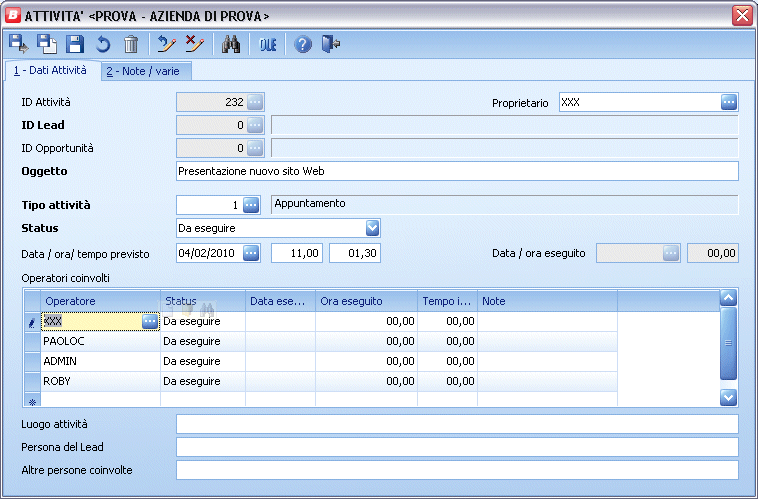 B ATTIVITA' <PROVA - AZIENDA DI PROVA>
OLE ?
1 - Dati Attività 2 - Note / varie
ID Attività 232 ... Proprietario XXX ...
ID Lead 0 ...
ID Opportunità 0 ...
Oggetto Presentazione nuovo sito Web
Tipo attività 1 ... Appuntamento
Status Da eseguire
Data / ora/ tempo previsto 04/02/2010 ... 11,00 01,30 Data / ora eseguito ... 00,00
Operatori coinvolti
Operatore Status Data ese... Ora eseguito Tempo i... Note
XXX ... Da eseguire 00,00 00,00
PAOLOC Da eseguire 00,00 00,00
ADMIN Da eseguire 00,00 00,00
ROBY Da eseguire 00,00 00,00
Luogo attività
Persona del Lead
Altre persone coinvolte